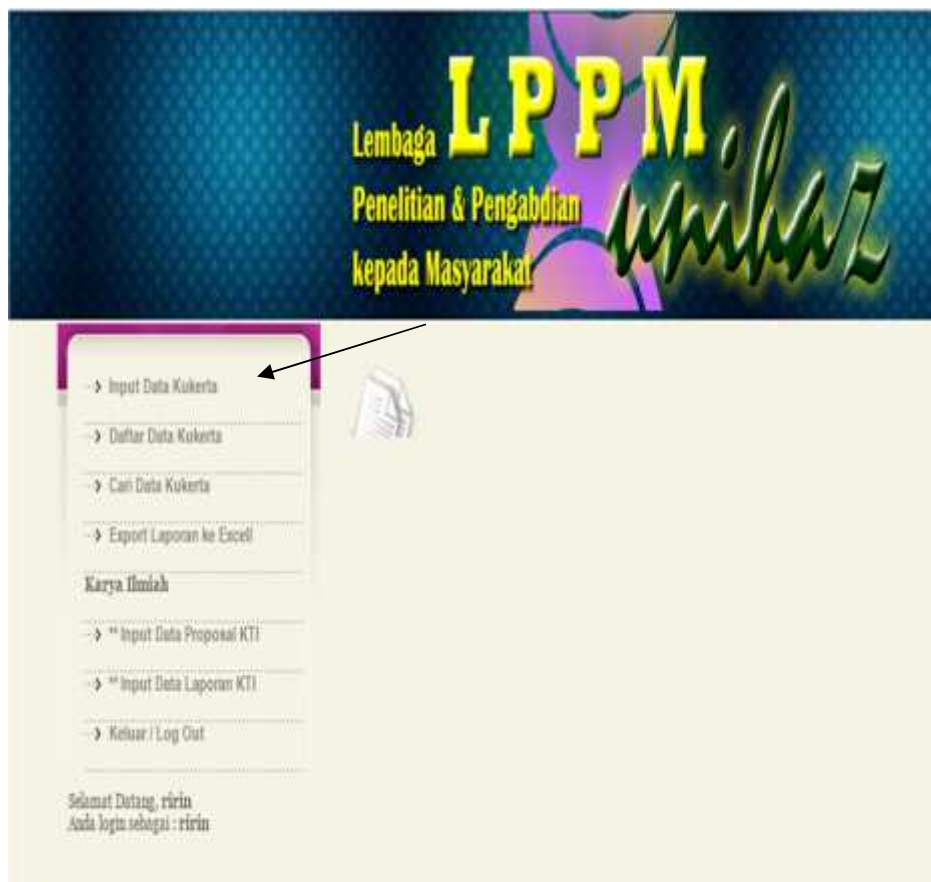 Lembaga LPPM
Penelitian & Pengabdian
kepada Masyarakat
unihaz
Input Data Kukerta
Daftar Data Kukerta
Cari Data Kukerta
Export Laporan ke Excell
Karya Ilmiah
** Input Data Proposal KTI
** Input Data Laporan KTI
Keluar / Log Out
Selamat Datang, ririn
Anda login sebagai : ririn